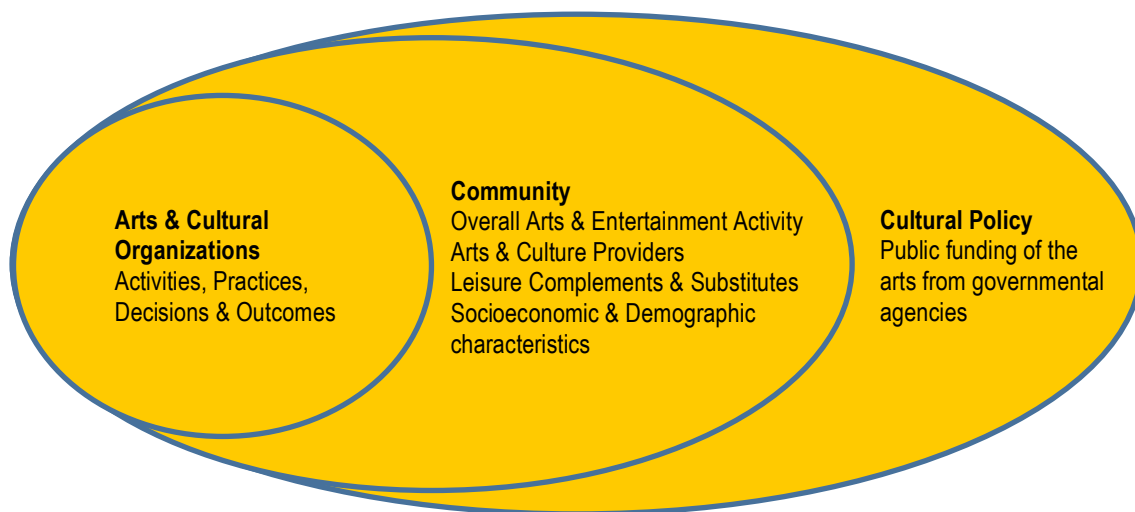 Arts & Cultural
Organizations
Activities, Practices,
Decisions & Outcomes
Community
Overall Arts & Entertainment Activity
Arts & Culture Providers
Leisure Complements & Substitutes
Socioeconomic & Demographic
characteristics
Cultural Policy
Public funding of the
arts from governmental
agencies